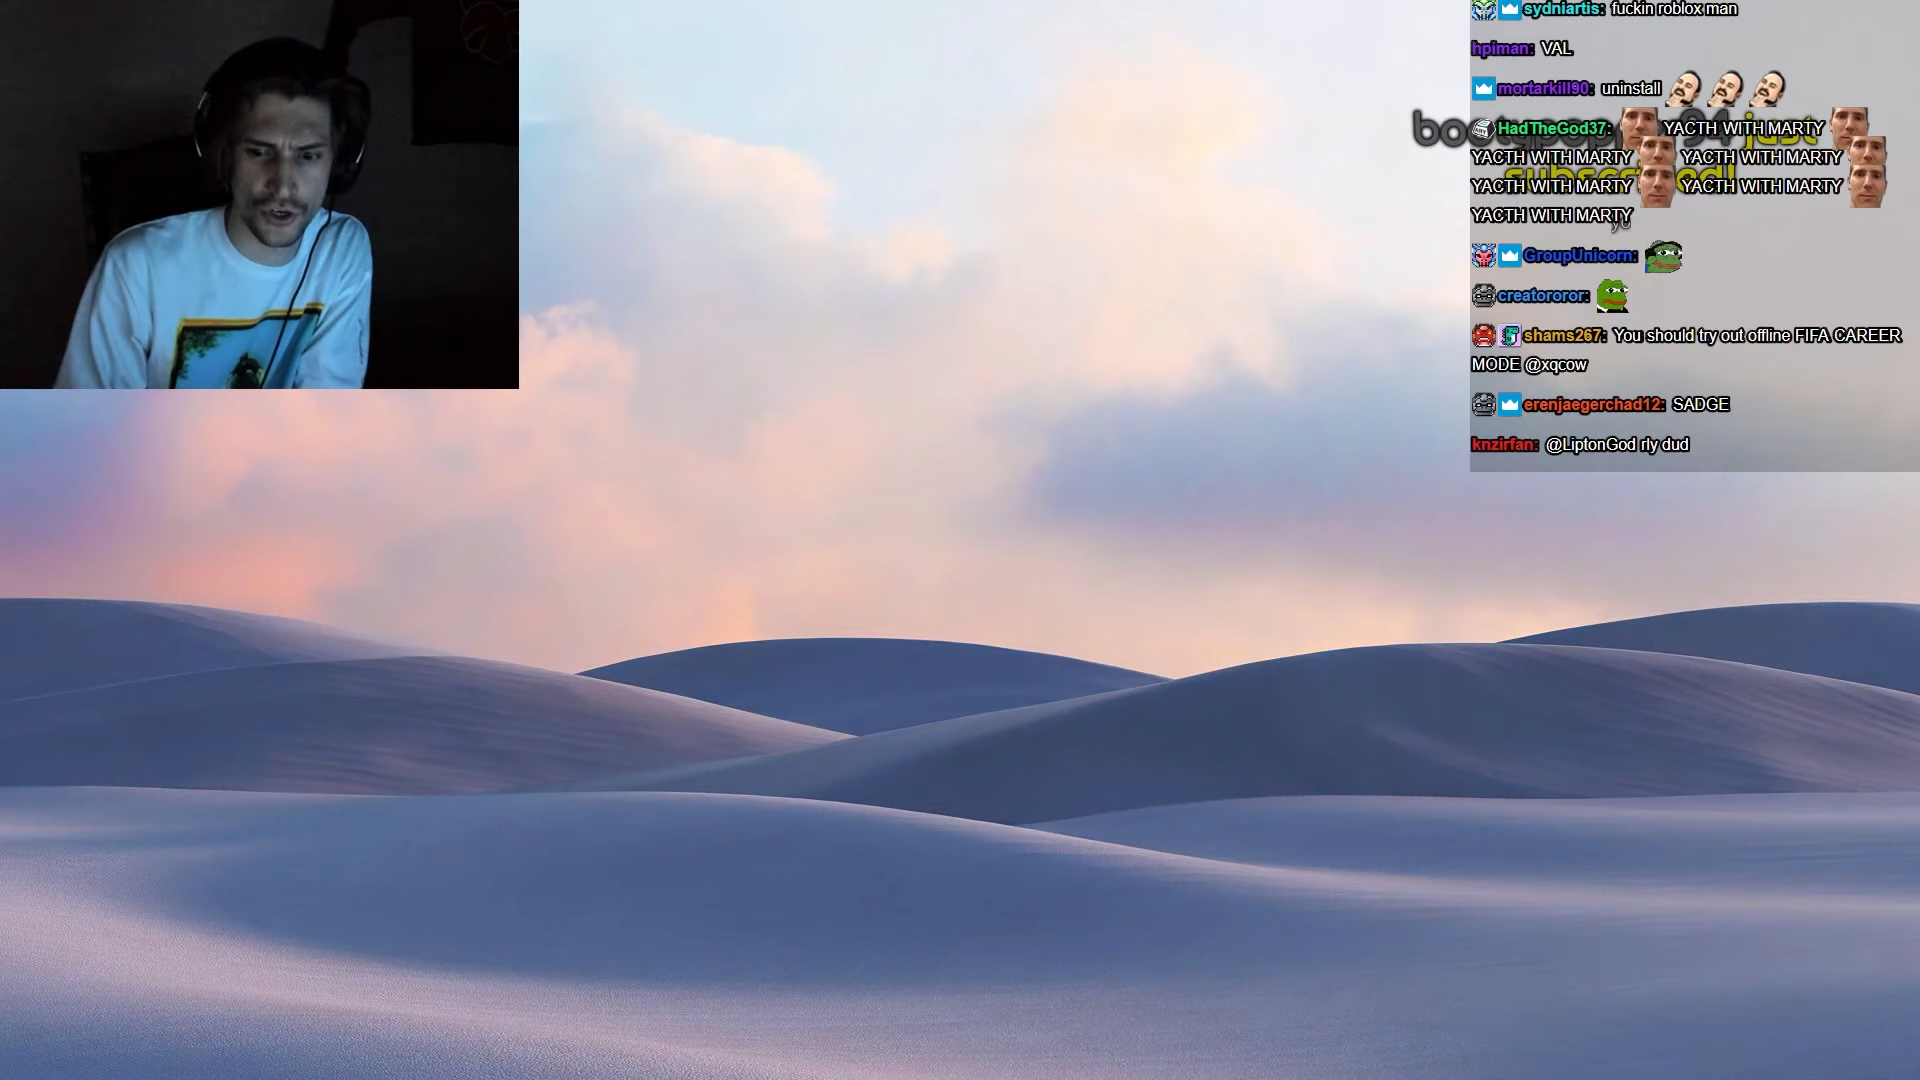 sydniartis: fuckin roblox man
hpiman: VAL
mortarkill90: uninstall
HadTheGod37: YACTH WITH MARTY
YACTH WITH MARTY YACTH WITH MARTY
YACTH WITH MARTY YACTH WITH MARTY
YACTH WITH MARTY
just
yo
GroupUnicorn:
creatororor:
shams267: You should try out offline FIFA CAREER
MODE @xqcow
erenjaegerchad12: SADGE
knzirfan: @LiptonGod rly dud